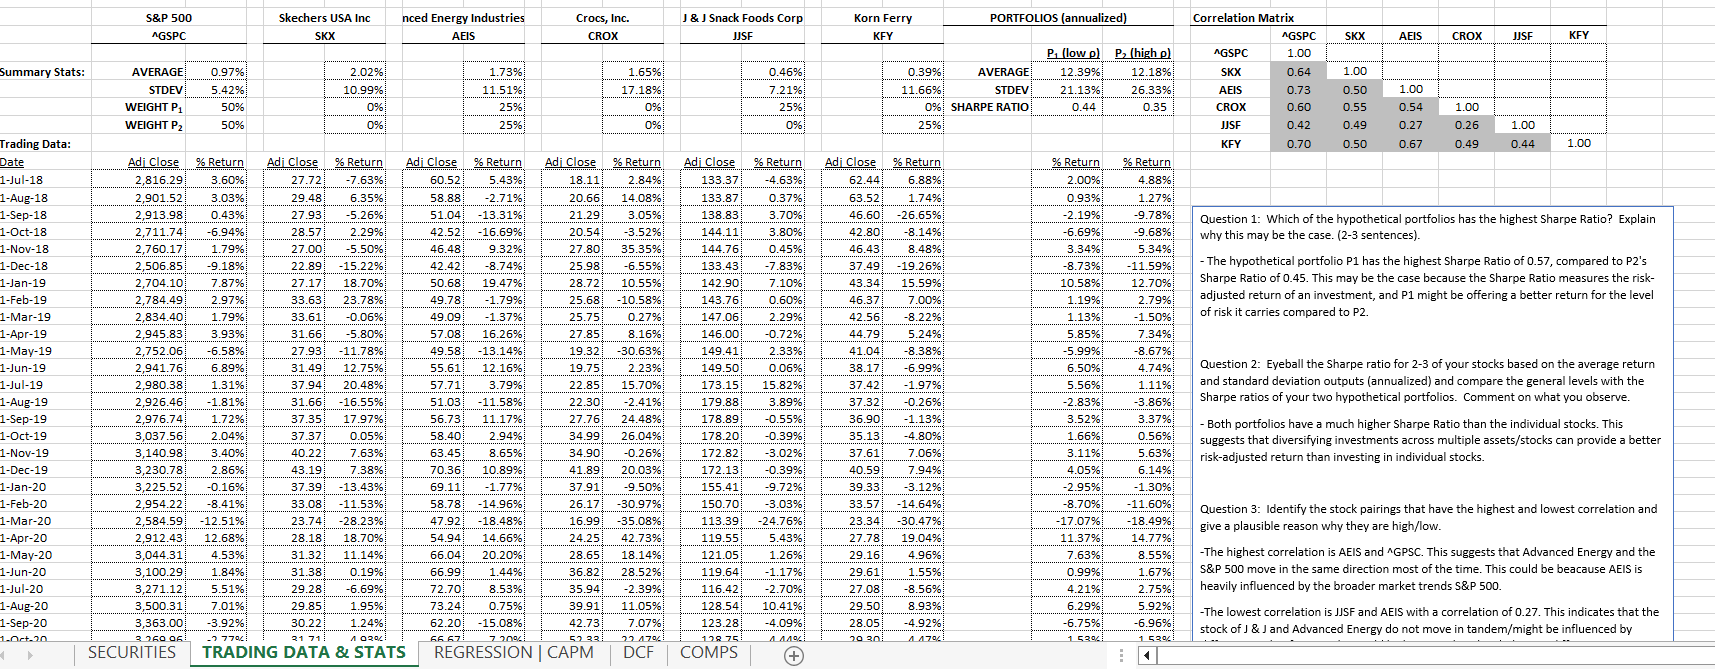 S&P 500 Skechers USA Inc nced Energy Industries Crocs, Inc. J & J Snack Foods Corp Korn Ferry PORTFOLIOS (annualized) Correlation Matrix
^GSPC SKX AEIS CROX JJSF KFY ^GSPC SKX AEIS CROX JJSF KFY
P₁ (low ρ) P₂ (high ρ) ^GSPC 1.00
Summary Stats: AVERAGE 0.97% 2.02% 1.73% 1.65% 0.46% 0.39% AVERAGE 12.39% 12.18% SKX 0.64 1.00
STDEV 5.42% 10.99% 11.51% 17.18% 7.21% 11.66% STDEV 21.13% 26.33% AEIS 0.73 0.50 1.00
WEIGHT P₁ 50% 0% 25% 0% 25% 0% SHARPE RATIO 0.44 0.35 CROX 0.60 0.55 0.54 1.00
WEIGHT P₂ 50% 0% 25% 0% 0% 25% JJSF 0.42 0.49 0.27 0.26 1.00
Trading Data: KFY 0.70 0.50 0.67 0.49 0.44 1.00
Date Adj Close % Return Adj Close % Return Adj Close % Return Adj Close % Return Adj Close % Return Adj Close % Return % Return % Return
1-Jul-18 2,816.29 3.60% 27.72 -7.63% 60.52 5.43% 18.11 2.84% 133.37 -4.63% 62.44 6.88% 2.00% 4.88%
1-Aug-18 2,901.52 3.03% 29.48 6.35% 58.88 -2.71% 20.66 14.08% 133.87 0.37% 63.52 1.74% 0.93% 1.27%
1-Sep-18 2,913.98 0.43% 27.93 -5.26% 51.04 -13.31% 21.29 3.05% 138.83 3.70% 46.60 -26.65% -2.19% -9.78%
1-Oct-18 2,711.74 -6.94% 28.57 2.29% 42.52 -16.69% 20.54 -3.52% 144.11 3.80% 42.80 -8.14% -6.69% -9.68%
1-Nov-18 2,760.17 1.79% 27.00 -5.50% 46.48 9.32% 27.80 35.35% 144.76 0.45% 46.43 8.48% 3.34% 5.34%
1-Dec-18 2,506.85 -9.18% 22.89 -15.22% 42.42 -8.74% 25.98 -6.55% 133.43 -7.83% 37.49 -19.26% -8.73% -11.59%
1-Jan-19 2,704.10 7.87% 27.17 18.70% 50.68 19.47% 28.72 10.55% 142.90 7.10% 43.34 15.59% 10.58% 12.70%
1-Feb-19 2,784.49 2.97% 33.63 23.78% 49.78 -1.79% 25.68 -10.58% 143.76 0.60% 46.37 7.00% 1.19% 2.79%
1-Mar-19 2,834.40 1.79% 33.61 -0.06% 49.09 -1.37% 25.75 0.27% 147.06 2.29% 42.56 -8.22% 1.13% -1.50%
1-Apr-19 2,945.83 3.93% 31.66 -5.80% 57.08 16.26% 27.85 8.16% 146.00 -0.72% 44.79 5.24% 5.85% 7.34%
1-May-19 2,752.06 -6.58% 27.93 -11.78% 49.58 -13.14% 19.32 -30.63% 149.41 2.33% 41.04 -8.38% -5.99% -8.67%
1-Jun-19 2,941.76 6.89% 31.49 12.75% 55.61 12.16% 19.75 2.23% 149.50 0.06% 38.17 -6.99% 6.50% 4.74%
1-Jul-19 2,980.38 1.31% 37.94 20.48% 57.71 3.79% 22.85 15.70% 173.15 15.82% 37.42 -1.97% 5.56% 1.11%
1-Aug-19 2,926.46 -1.81% 31.66 -16.55% 51.03 -11.58% 22.30 -2.41% 179.88 3.89% 37.32 -0.26% -2.83% -3.86%
1-Sep-19 2,976.74 1.72% 37.35 17.97% 56.73 11.17% 27.76 24.48% 178.89 -0.55% 36.90 -1.13% 3.52% 3.37%
1-Oct-19 3,037.56 2.04% 37.37 0.05% 58.40 2.94% 34.99 26.04% 178.20 -0.39% 35.13 -4.80% 1.66% 0.56%
1-Nov-19 3,140.98 3.40% 40.22 7.63% 63.45 8.65% 34.90 -0.26% 172.82 -3.02% 37.61 7.06% 3.11% 5.63%
1-Dec-19 3,230.78 2.86% 43.19 7.38% 70.36 10.89% 41.89 20.03% 172.13 -0.39% 40.59 7.94% 4.05% 6.14%
1-Jan-20 3,225.52 -0.16% 37.39 -13.43% 69.11 -1.77% 37.91 -9.50% 155.41 -9.72% 39.33 -3.12% -2.95% -1.30%
1-Feb-20 2,954.22 -8.41% 33.08 -11.53% 58.78 -14.96% 26.17 -30.97% 150.70 -3.03% 33.57 -14.64% -8.70% -11.60%
1-Mar-20 2,584.59 -12.51% 23.74 -28.23% 47.92 -18.48% 16.99 -35.08% 113.39 -24.76% 23.34 -30.47% -17.07% -18.49%
1-Apr-20 2,912.43 12.68% 28.18 18.70% 54.94 14.66% 24.25 42.73% 119.55 5.43% 27.78 19.04% 11.37% 14.77%
1-May-20 3,044.31 4.53% 31.32 11.14% 66.04 20.20% 28.65 18.14% 121.05 1.26% 29.16 4.96% 7.63% 8.55%
1-Jun-20 3,100.29 1.84% 31.38 0.19% 66.99 1.44% 36.82 28.52% 119.64 -1.17% 29.61 1.55% 0.99% 1.67%
1-Jul-20 3,271.12 5.51% 29.28 -6.69% 72.70 8.53% 35.94 -2.39% 116.42 -2.70% 27.08 -8.56% 4.21% 2.75%
1-Aug-20 3,500.31 7.01% 29.85 1.95% 73.24 0.75% 39.91 11.05% 128.54 10.41% 29.50 8.93% 6.29% 5.92%
1-Sep-20 3,363.00 -3.92% 30.22 1.24% 62.20 -15.08% 42.73 7.07% 123.28 -4.09% 28.05 -4.92% -6.75% -6.96%
1-Oct-20 3,269.96 -2.77% 31.71 4.93% 66.67 7.20% 52.33 22.47% 128.75 4.44% 29.30 4.47% 1.53% 1.53%
Question 1: Which of the hypothetical portfolios has the highest Sharpe Ratio? Explain
why this may be the case. (2-3 sentences).
- The hypothetical portfolio P1 has the highest Sharpe Ratio of 0.57, compared to P2's
Sharpe Ratio of 0.45. This may be the case because the Sharpe Ratio measures the risk-
adjusted return of an investment, and P1 might be offering a better return for the level
of risk it carries compared to P2.
Question 2: Eyeball the Sharpe ratio for 2-3 of your stocks based on the average return
and standard deviation outputs (annualized) and compare the general levels with the
Sharpe ratios of your two hypothetical portfolios. Comment on what you observe.
- Both portfolios have a much higher Sharpe Ratio than the individual stocks. This
suggests that diversifying investments across multiple assets/stocks can provide a better
risk-adjusted return than investing in individual stocks.
Question 3: Identify the stock pairings that have the highest and lowest correlation and
give a plausible reason why they are high/low.
-The highest correlation is AEIS and ^GPSC. This suggests that Advanced Energy and the
S&P 500 move in the same direction most of the time. This could be beacause AEIS is
heavily influenced by the broader market trends S&P 500.
-The lowest correlation is JJSF and AEIS with a correlation of 0.27. This indicates that the
stock of J & J and Advanced Energy do not move in tandem/might be influenced by
SECURITIES TRADING DATA & STATS REGRESSION | CAPM DCF COMPS